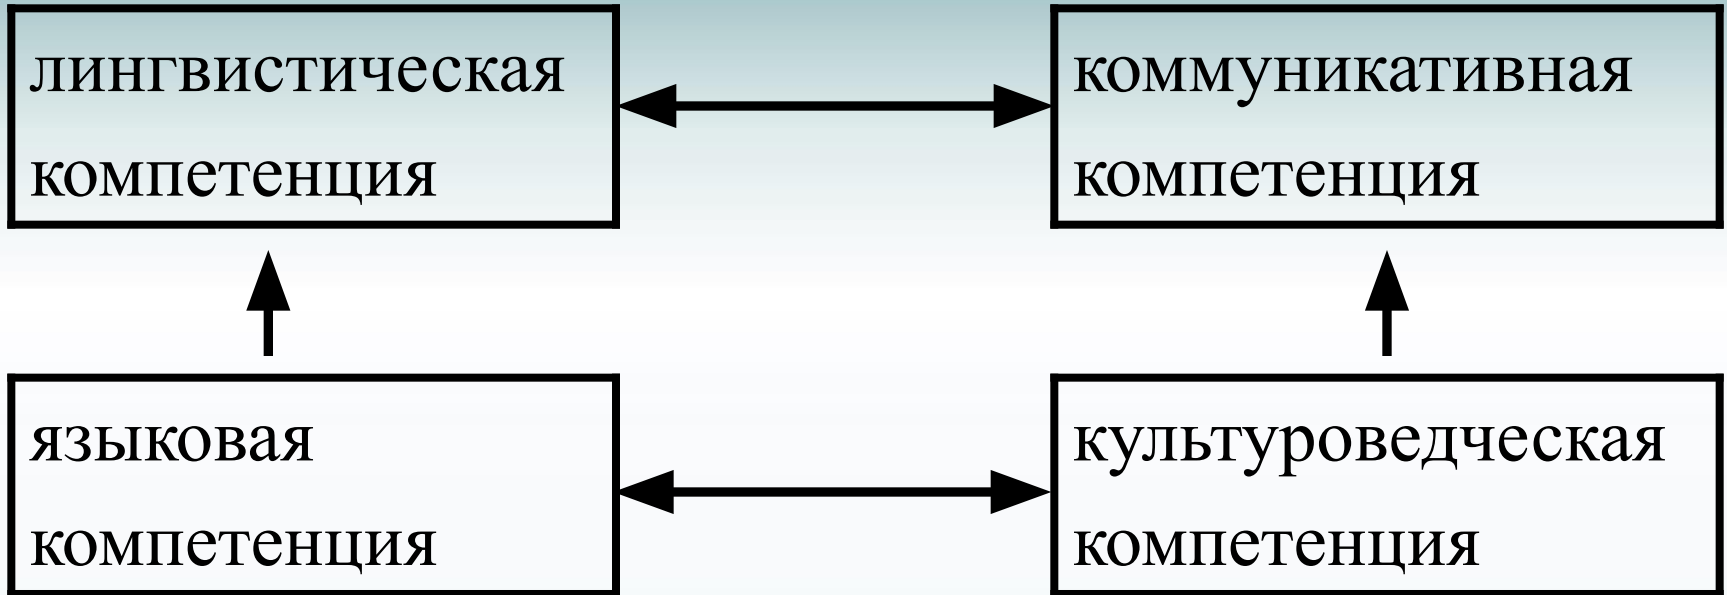 лингвистическая
компетенция
коммуникативная
компетенция
языковая
компетенция
культуроведческая
компетенция